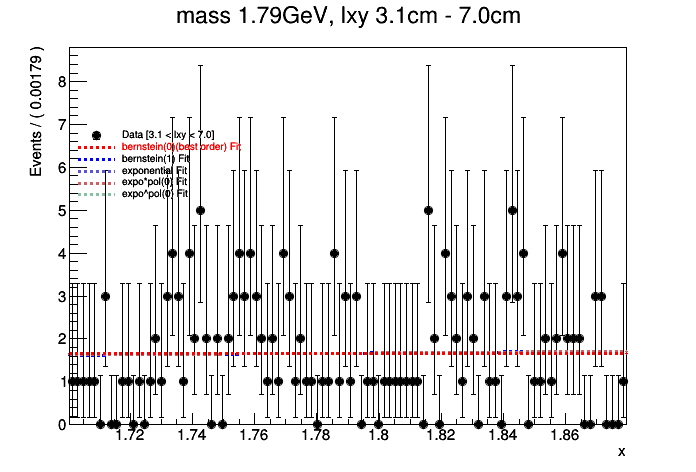 mass 1.79GeV, lxy 3.1cm - 7.0cm
Events / ( 0.00179 )
8
7
6
5
4
3
2
1
0
Data [3.1 < lxy < 7.0]
bernstein(0)(best order) Fit
bernstein(1) Fit
exponential Fit
expo*pol(0) Fit
expo^pol(0) Fit
1.72 1.74 1.76 1.78 1.8 1.82 1.84 1.86
x